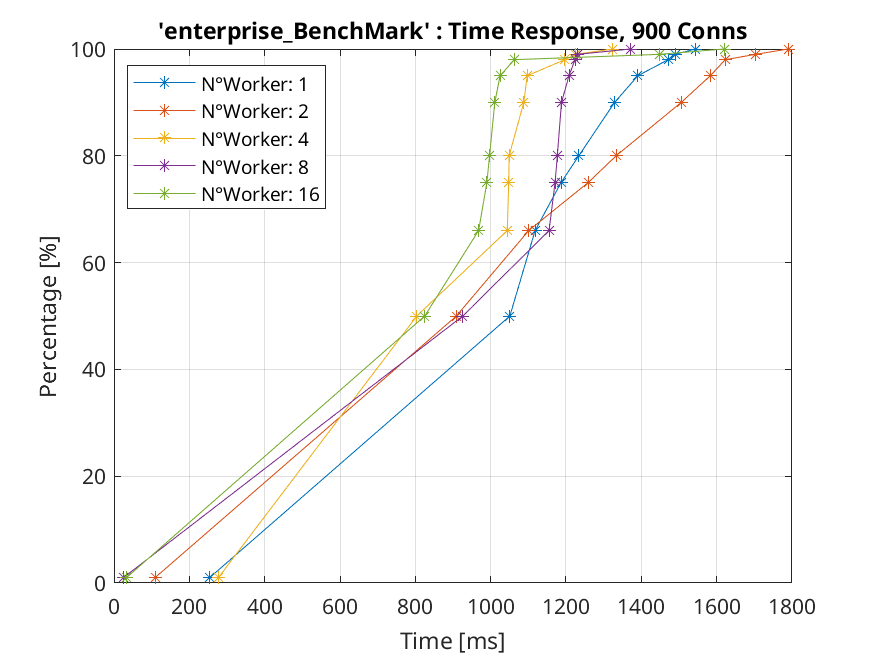 'enterprise_BenchMark' : Time Response, 900 Conns
100
80
60
40
20
0
Percentage [%]
N°Worker: 1
N°Worker: 2
N°Worker: 4
N°Worker: 8
N°Worker: 16
0 200 400 600 800 1000 1200 1400 1600 1800
Time [ms]